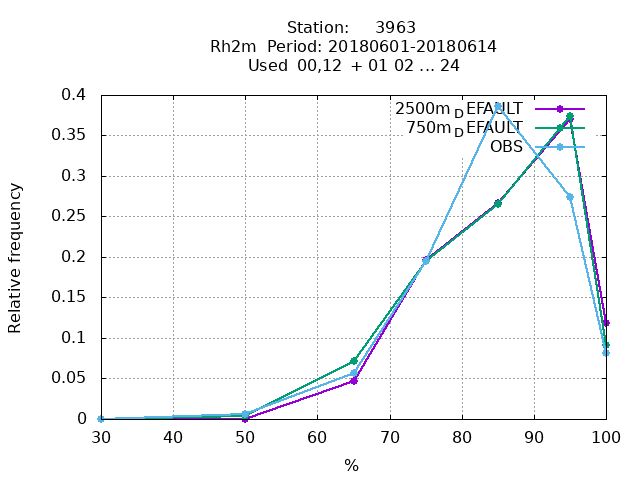 Station: 3963
Rh2m Period: 20180601-20180614
Used 00,12 + 01 02 ... 24
0.4
0.35
0.3
0.25
0.2
0.15
0.1
0.05
0
Relative frequency
2500m_DEFAULT
750m_DEFAULT
OBS
30 40 50 60 70 80 90 100
%